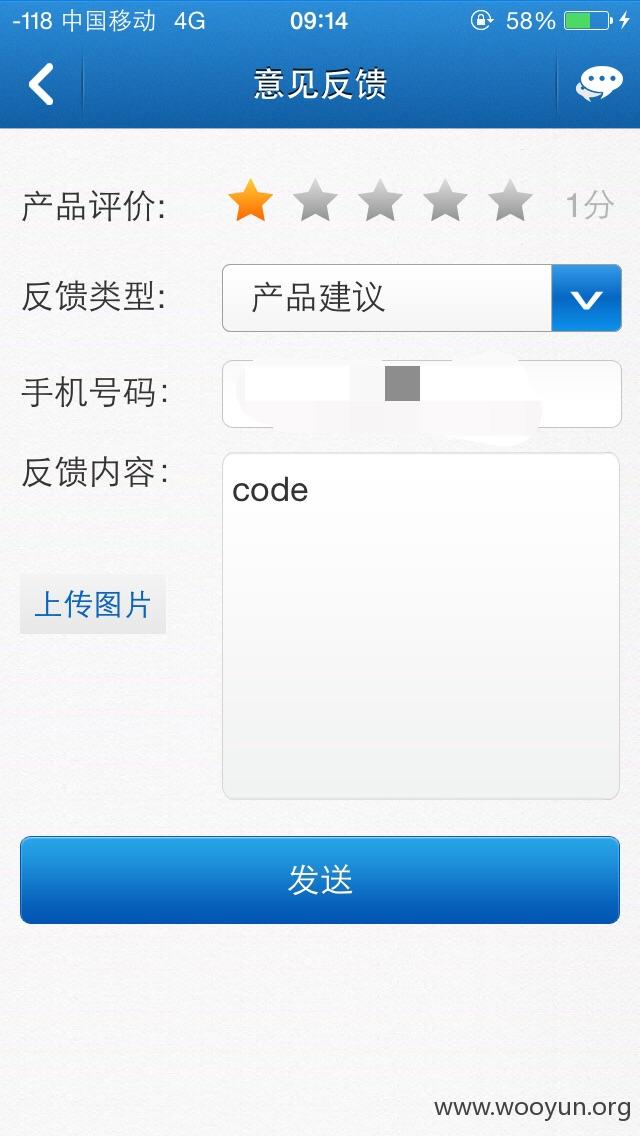 -118 中国移动 4G 09:14 58%
意见反馈
产品评价: 1分
反馈类型: 产品建议
手机号码:
反馈内容: code
上传图片
发送
www.wooyun.org